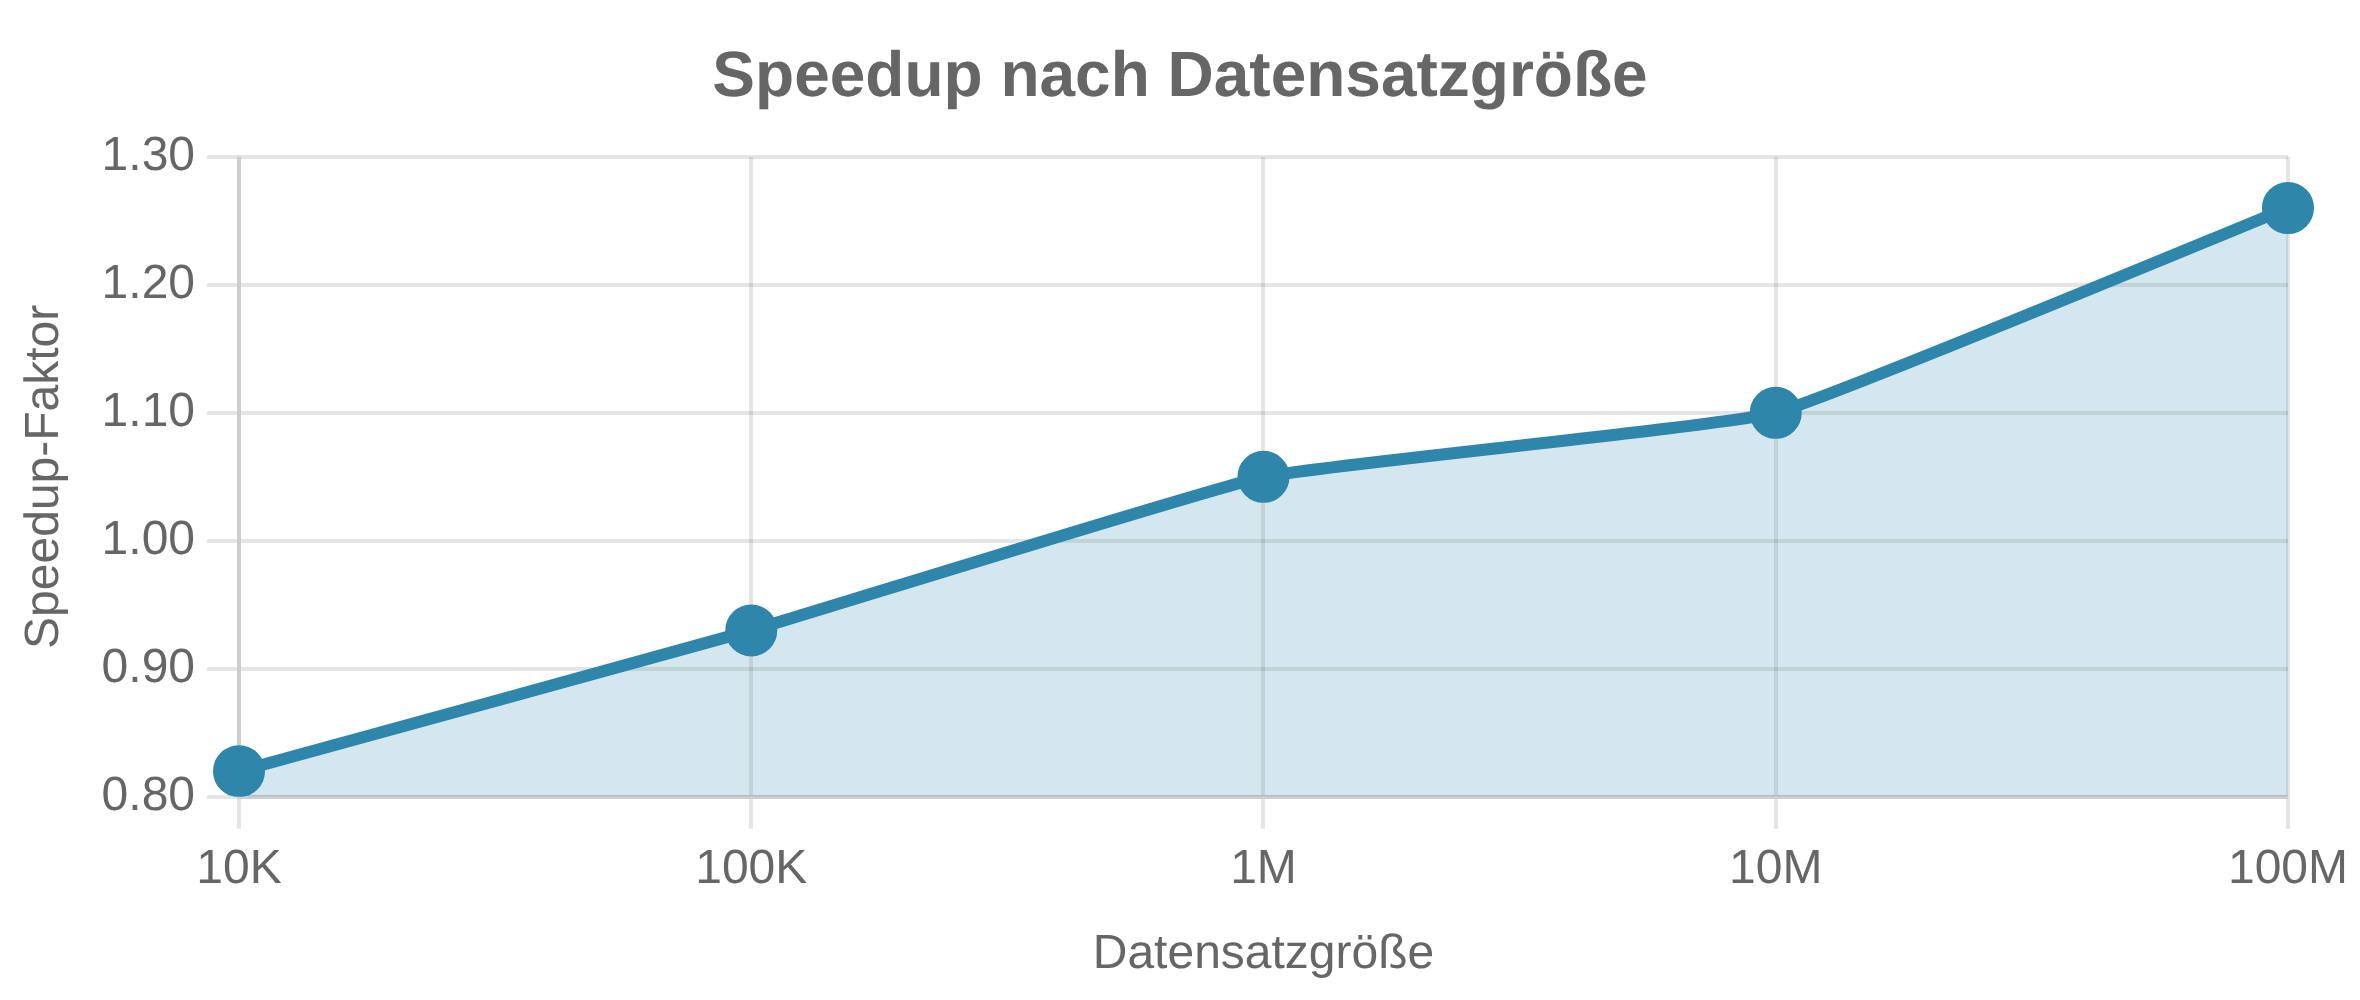 Speedup nach Datensatzgröße
1.30
1.20
1.10
1.00
0.90
0.80
Speedup-Faktor
10K 100K 1M 10M 100M
Datensatzgröße